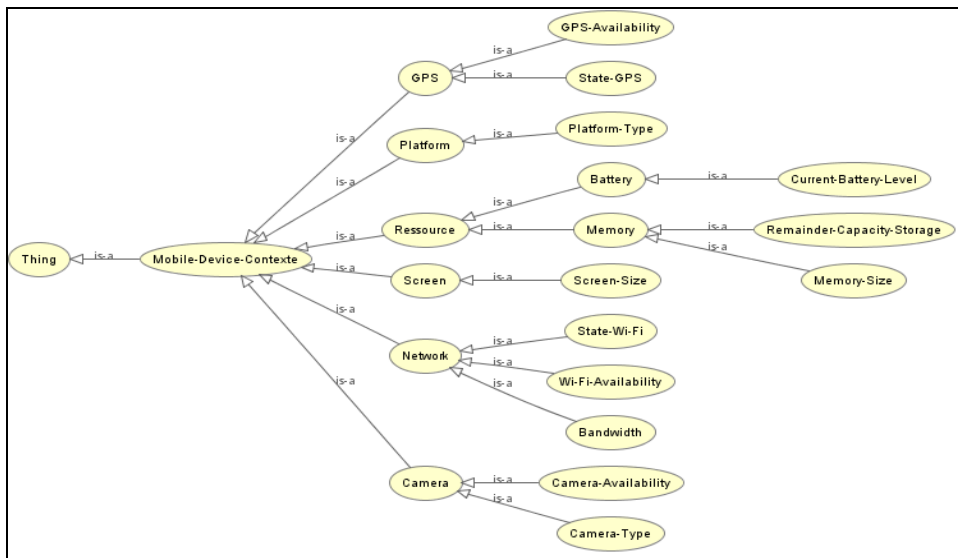 GPS-Availability
is-a
GPS
is-a
State-GPS
is-a
Platform
is-a
Platform-Type
is-a
Battery
is-a
Current-Battery-Level
is-a
Ressource
is-a
Memory
is-a
Remainder-Capacity-Storage
is-a
Thing
is-a
Mobile-Device-Contexte
is-a
Screen
is-a
Screen-Size
is-a
Memory-Size
State-Wi-Fi
is-a
Network
is-a
Wi-Fi-Availability
is-a
Bandwidth
is-a
Camera
is-a
Camera-Availability
Camera-Type